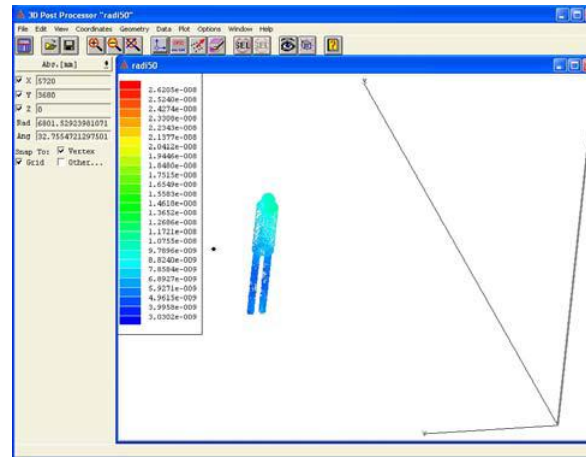 3D Post Processor "radi50"
File Edit View Coordinates Geometry Data Plot Options Window Help
SEL SEL
Abs.[mm]
X 5720
Y 3680
Z 0
Rad 6801.52923981071
Ang 32.7554721297501
Snap To: Vertex
Grid Other...
radi50
2.6205e-008
2.5240e-008
2.4274e-008
2.3308e-008
2.2343e-008
2.1377e-008
2.0412e-008
1.9446e-008
1.8480e-008
1.7515e-008
1.6549e-008
1.5583e-008
1.4618e-008
1.3652e-008
1.2686e-008
1.1721e-008
1.0755e-008
9.7896e-009
8.8240e-009
7.8584e-009
6.8927e-009
5.9271e-009
4.9615e-009
3.9958e-009
3.0302e-009